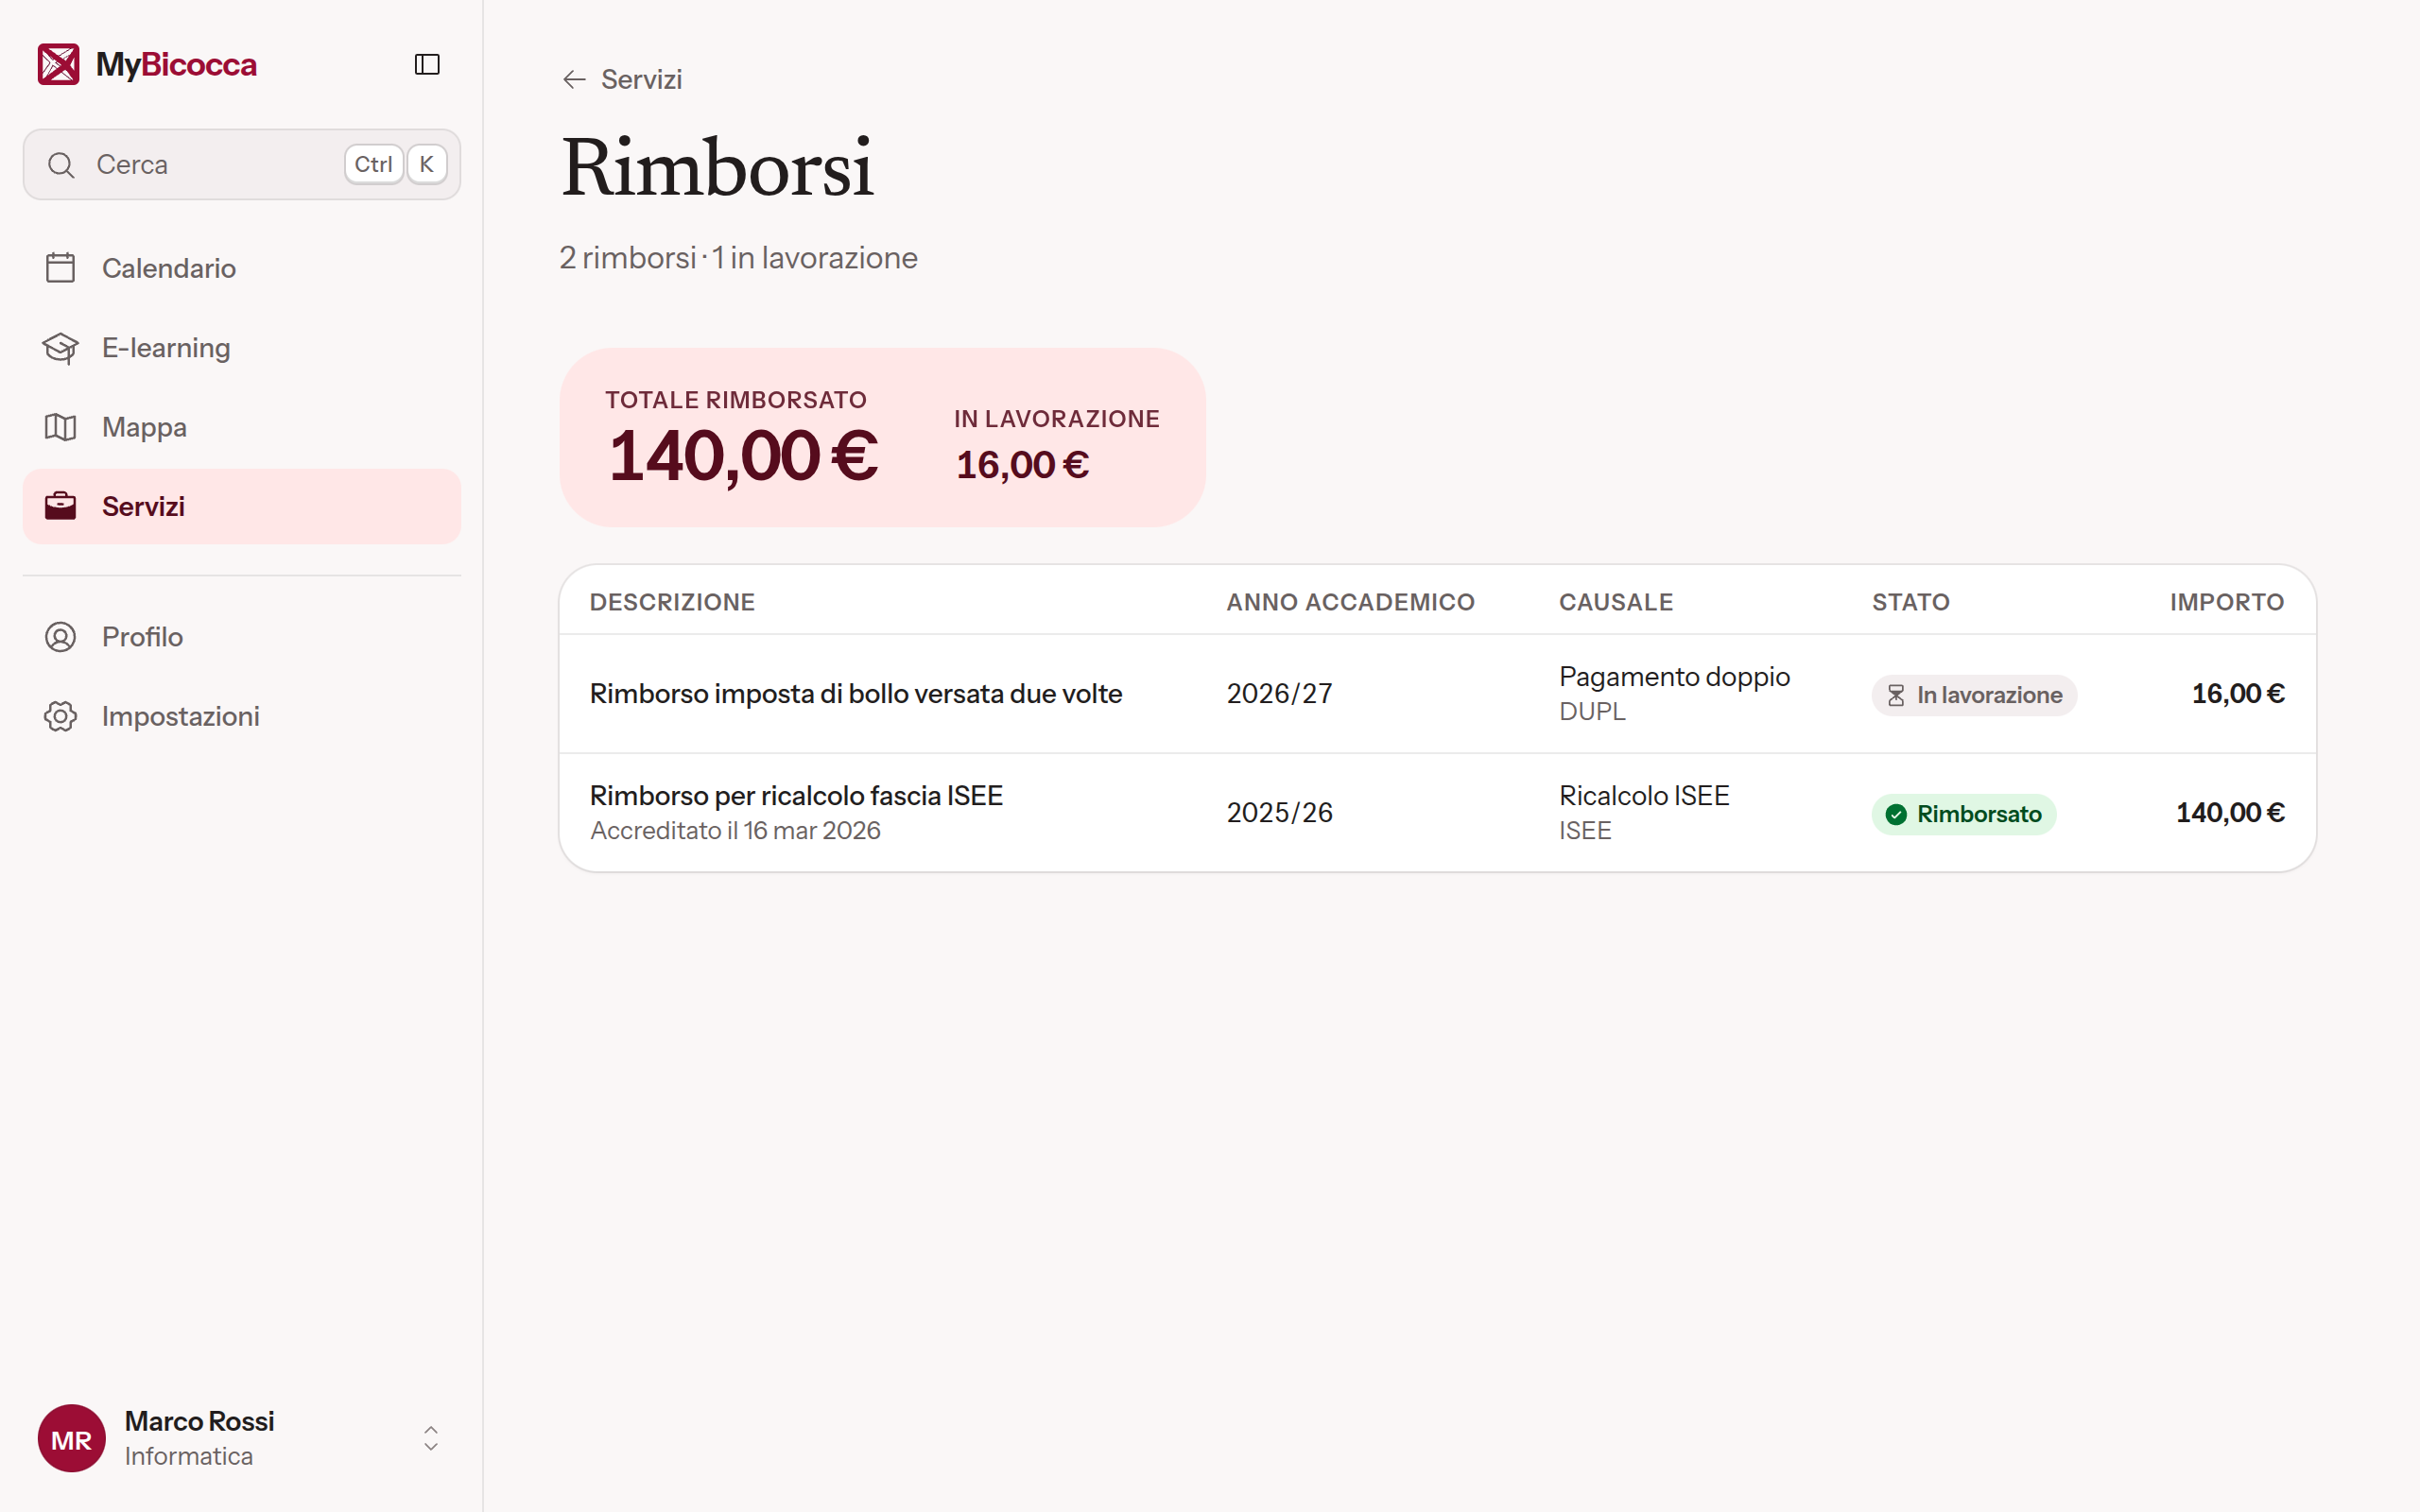 MyBicocca
Cerca
Ctrl K
Calendario
E-learning
Mappa
Servizi
Profilo
Impostazioni
MR
Marco Rossi
Informatica
Servizi
Rimborsi
2 rimborsi · 1 in lavorazione
TOTALE RIMBORSATO
140,00 €
IN LAVORAZIONE
16,00 €
DESCRIZIONE ANNO ACCADEMICO CAUSALE STATO IMPORTO
Rimborso imposta di bollo versata due volte 2026/27 Pagamento doppio In lavorazione 16,00 €
DUPL
Rimborso per ricalcolo fascia ISEE 2025/26 Ricalcolo ISEE Rimborsato 140,00 €
Accreditato il 16 mar 2026 ISEE